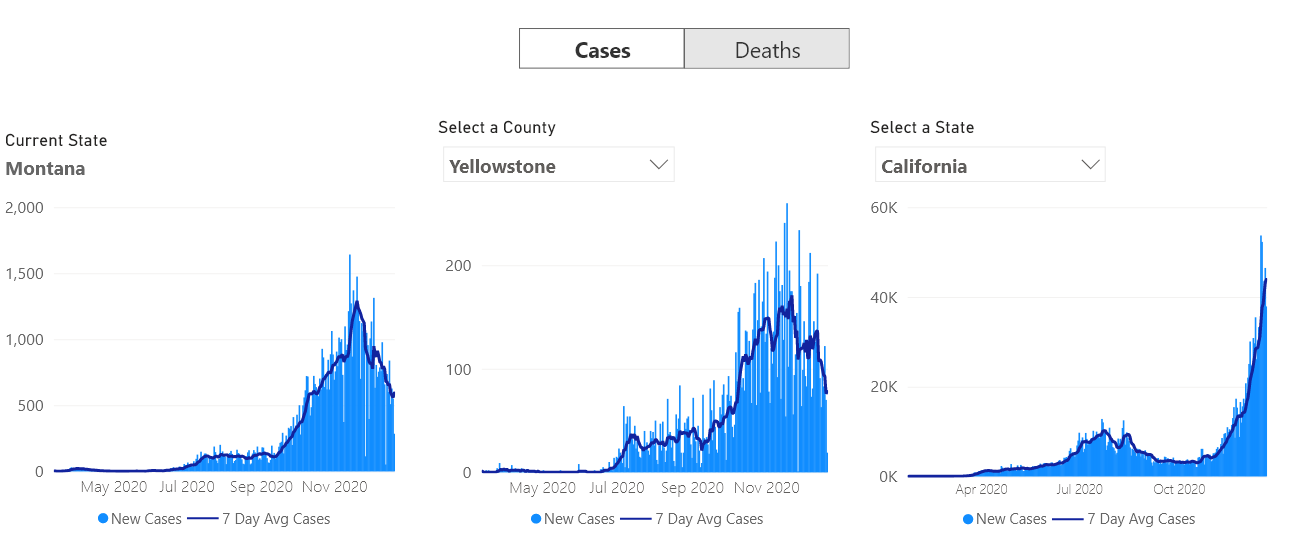 Cases Deaths
Current State
Montana
2,000
1,500
1,000
500
0
May 2020 Jul 2020 Sep 2020 Nov 2020
New Cases 7 Day Avg Cases
Select a County
Yellowstone
200
100
0
May 2020 Jul 2020 Sep 2020 Nov 2020
New Cases 7 Day Avg Cases
Select a State
California
60K
40K
20K
0K
Apr 2020 Jul 2020 Oct 2020
New Cases 7 Day Avg Cases